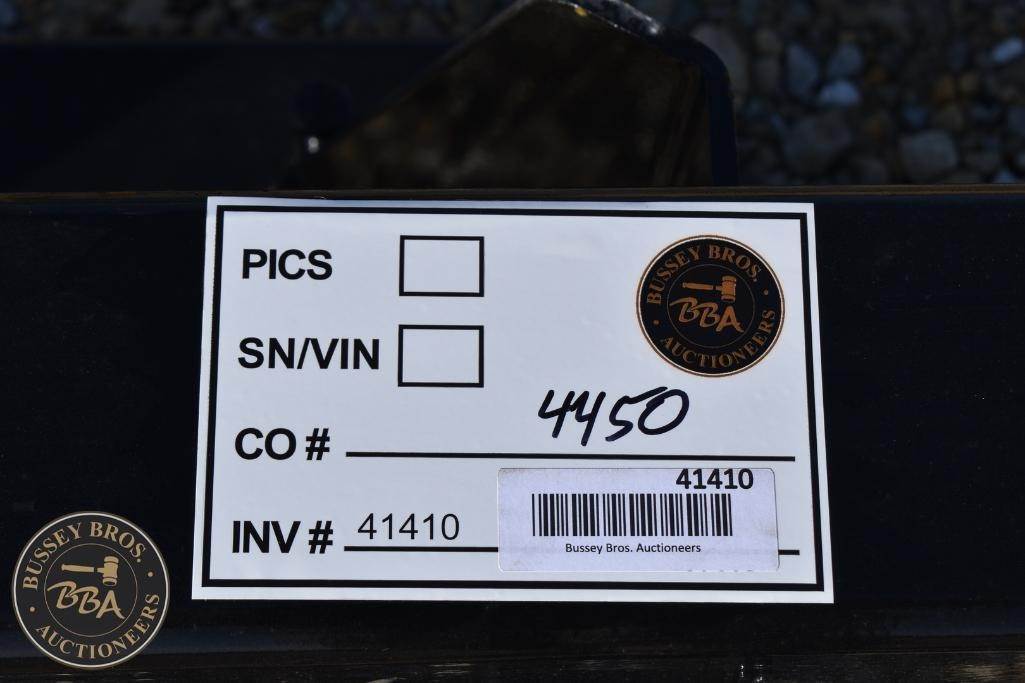 PICS
BUSSEY BROS.
BBA
AUCTIONEERS
SN/VIN
4450
CO #
41410
INV # 41410
Bussey Bros. Auctioneers
BUSSEY BROS.
BBA
AUCTIONEERS